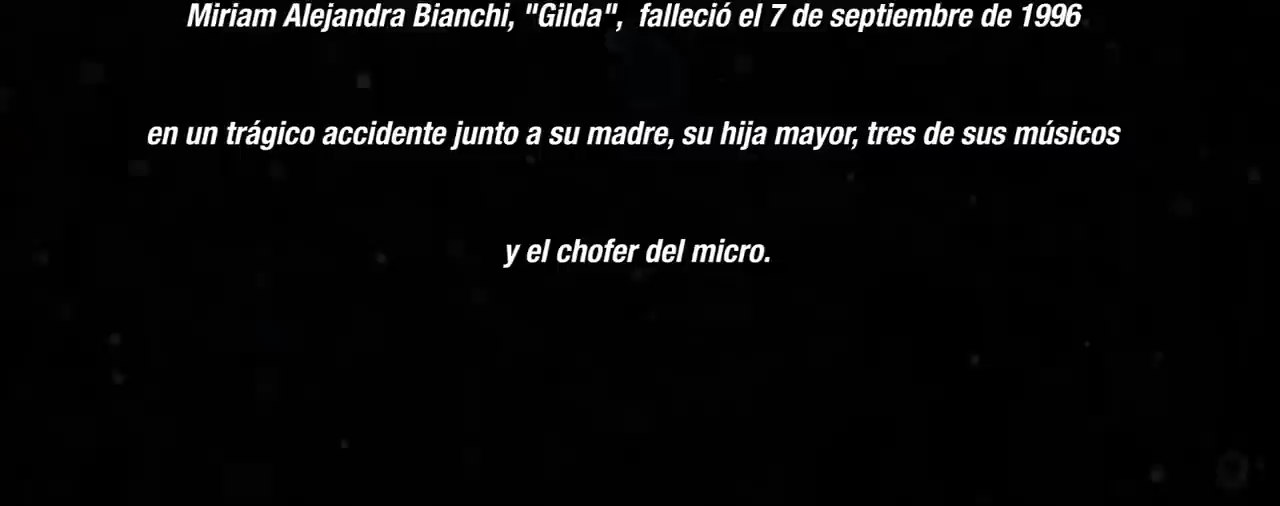 Miriam Alejandra Bianchi, "Gilda", falleció el 7 de septiembre de 1996
en un trágico accidente junto a su madre, su hija mayor, tres de sus músicos
y el chofer del micro.